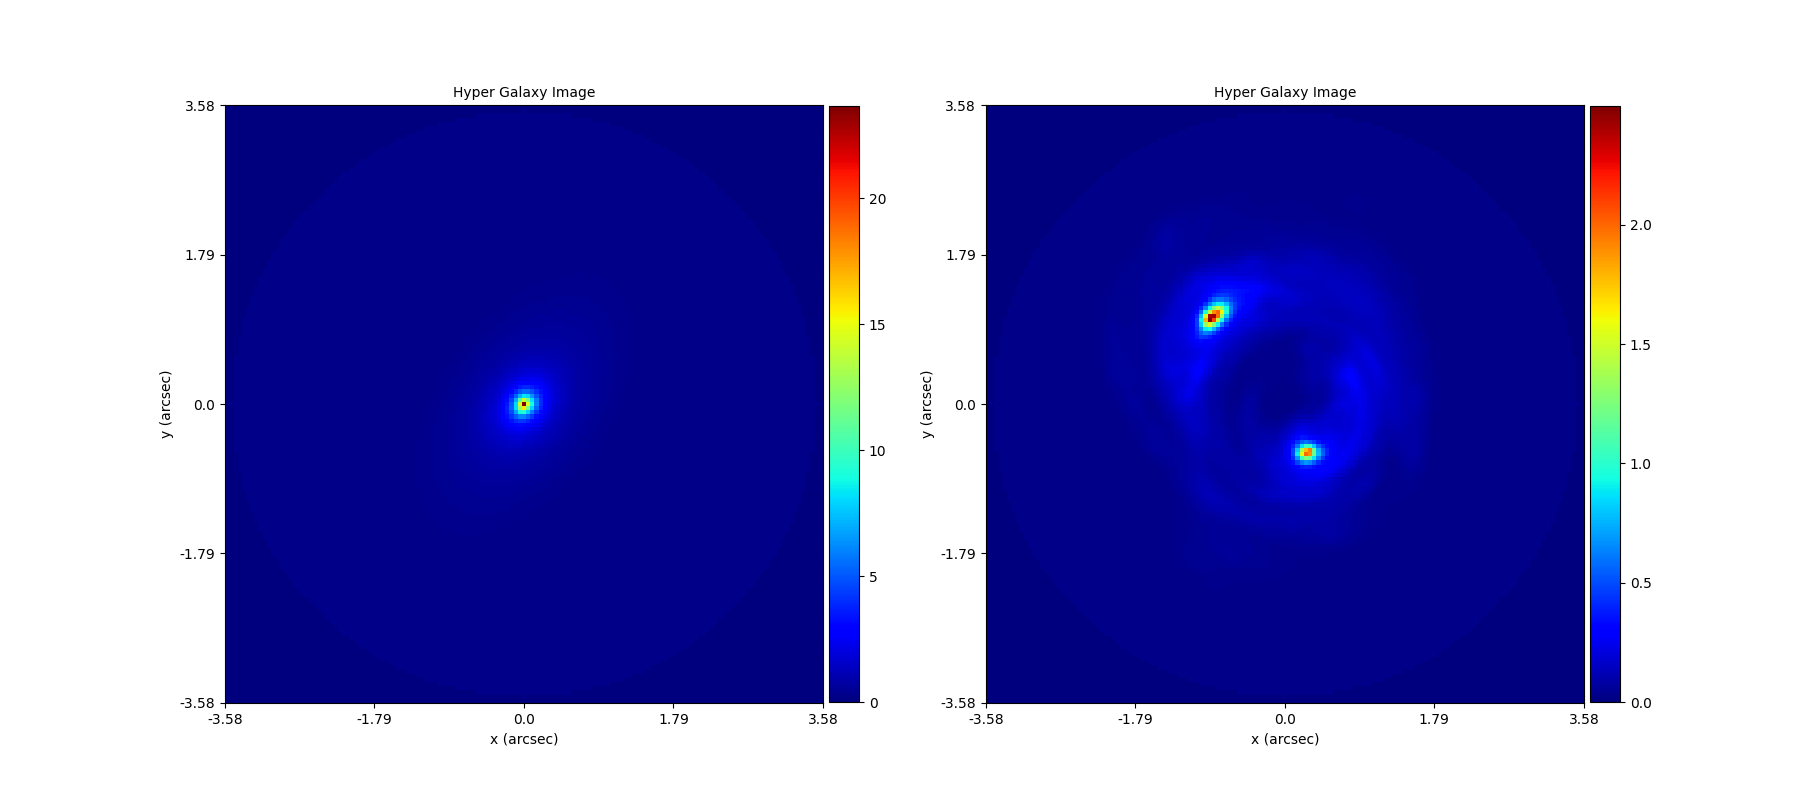 Hyper Galaxy Image
3.58
1.79
0.0
-1.79
-3.58
y (arcsec)
-3.58 -1.79 0.0 1.79 3.58
x (arcsec)
20
15
10
5
0
Hyper Galaxy Image
3.58
1.79
0.0
-1.79
-3.58
y (arcsec)
-3.58 -1.79 0.0 1.79 3.58
x (arcsec)
2.0
1.5
1.0
0.5
0.0